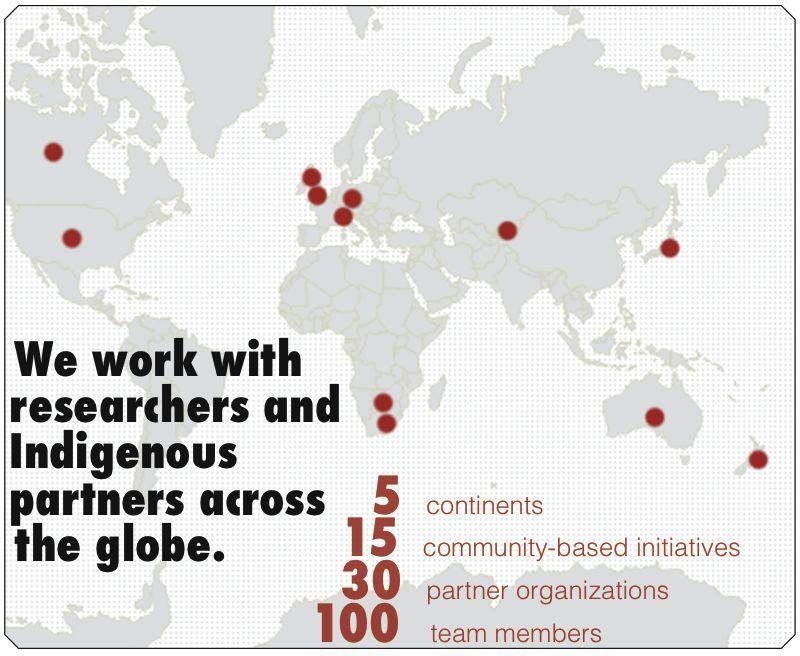 We work with
researchers and
Indigenous
partners across
the globe.
5 continents
15 community-based initiatives
30 partner organizations
100 team members